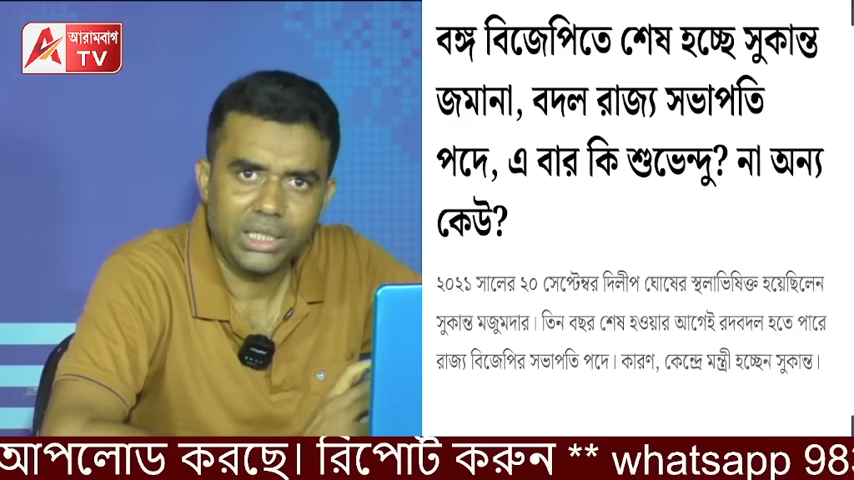 আরামবাগ
TV
বঙ্গ বিজেপিতে শেষ হচ্ছে সুকান্ত
জমানা, বদল রাজ্য সভাপতি
পদে, এ বার কি শুভেন্দু? না অন্য
কেউ?
২০২১ সালের ২০ সেপ্টেম্বর দিলীপ ঘোষের স্থলাভিষিক্ত হয়েছিলেন
সুকান্ত মজুমদার। তিন বছর শেষ হওয়ার আগেই রদবদল হতে পারে
রাজ্য বিজেপির সভাপতি পদে। কারণ, কেন্দ্রে মন্ত্রী হচ্ছেন সুকান্ত।
আপলোড করছে। রিপোর্ট করুন ** whatsapp 983